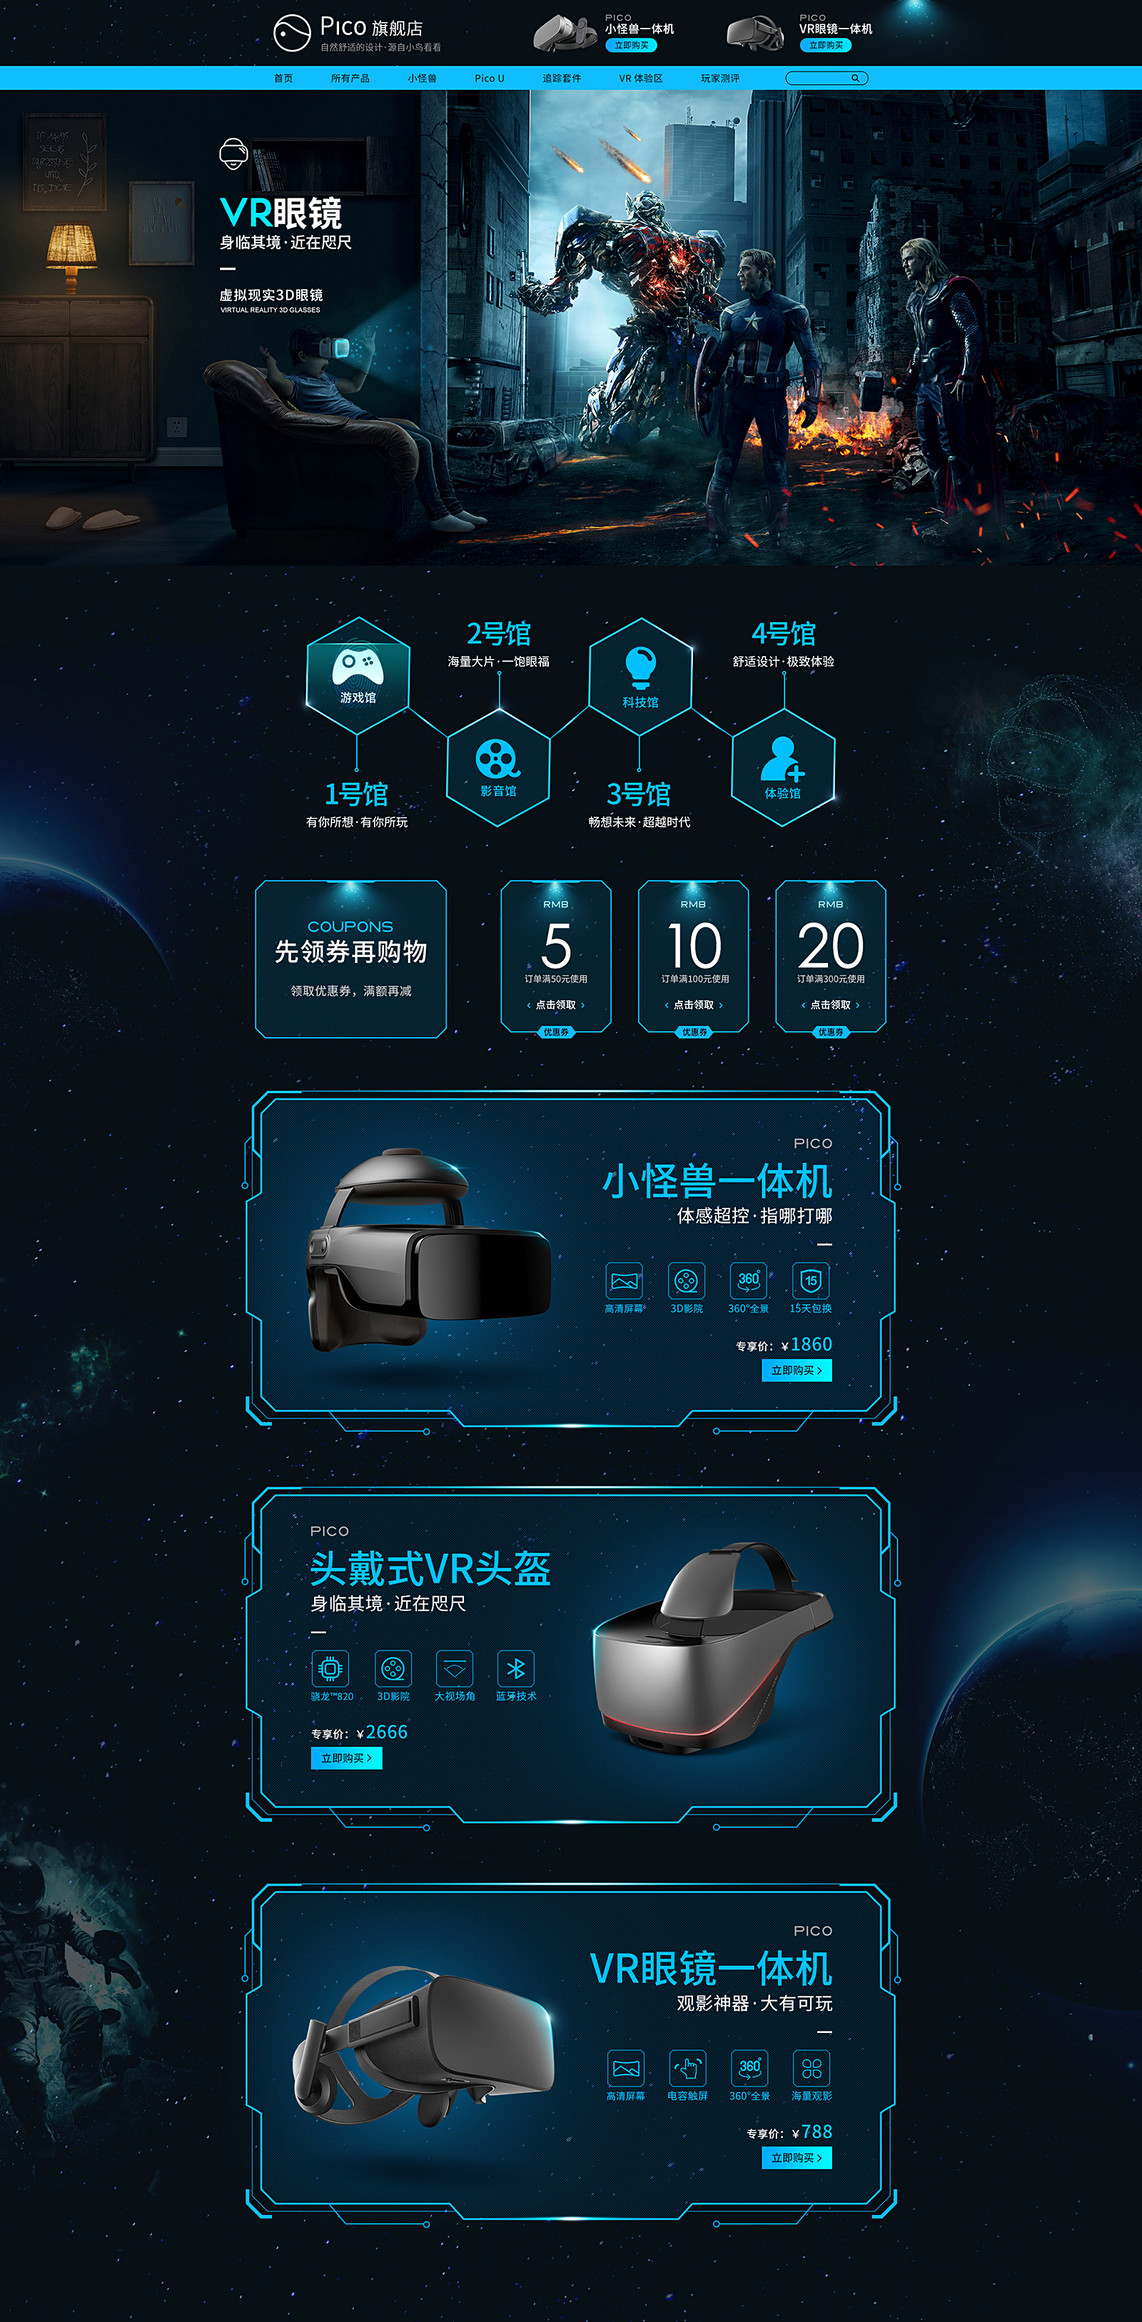 Pico 旗舰店
自然舒适的设计·源自小鸟看看
PICO
小怪兽一体机
立即购买
PICO
VR眼镜一体机
立即购买
首页 所有产品 小怪兽 Pico U 追踪套件 VR 体验区 玩家测评
VR眼镜
身临其境·近在咫尺
虚拟现实3D眼镜
VIRTUAL REALITY 3D GLASSES
游戏馆
1号馆
有你所想·有你所玩
2号馆
海量大片·一饱眼福
影音馆
科技馆
3号馆
畅想未来·超越时代
4号馆
舒适设计·极致体验
体验馆
COUPONS
先领券再购物
领取优惠券，满额再减
RMB
5
订单满50元使用
‹ 点击领取 ›
优惠券
RMB
10
订单满100元使用
‹ 点击领取 ›
优惠券
RMB
20
订单满300元使用
‹ 点击领取 ›
优惠券
PICO
小怪兽一体机
体感超控·指哪打哪
360° 15
高清屏幕 3D影院 360°全景 15天包换
专享价：￥1860
立即购买 ›
PICO
头戴式VR头盔
身临其境·近在咫尺
骁龙™820 3D影院 大视场角 蓝牙技术
专享价：￥2666
立即购买 ›
PICO
VR眼镜一体机
观影神器·大有可玩
360°
高清屏幕 电容触屏 360°全景 海量观影
专享价：￥788
立即购买 ›